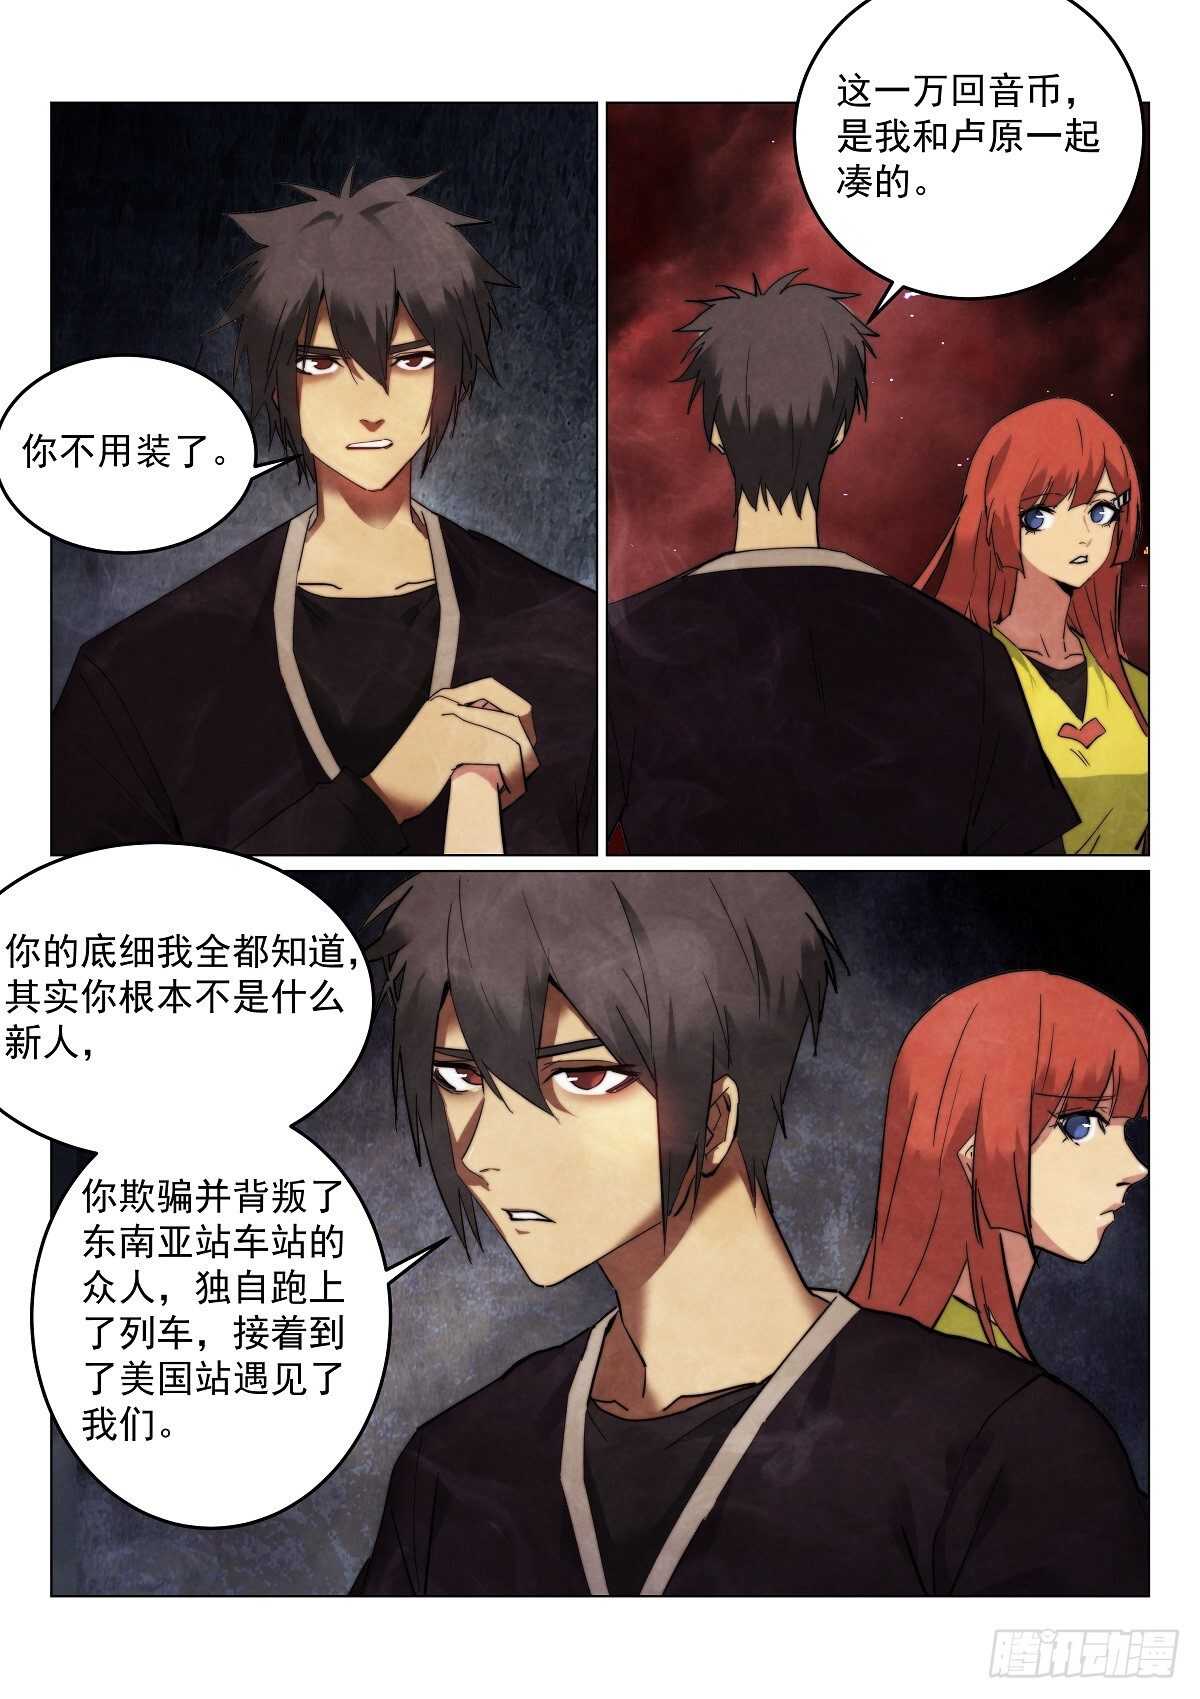 你不用装了。
这一万回音币，
是我和卢原一起
凑的。
你的底细我全都知道，
其实你根本不是什么
新人，
你欺骗并背叛了
东南亚站车站的
众人，独自跑上
了列车，接着到
了美国站遇见了
我们。
腾讯动漫